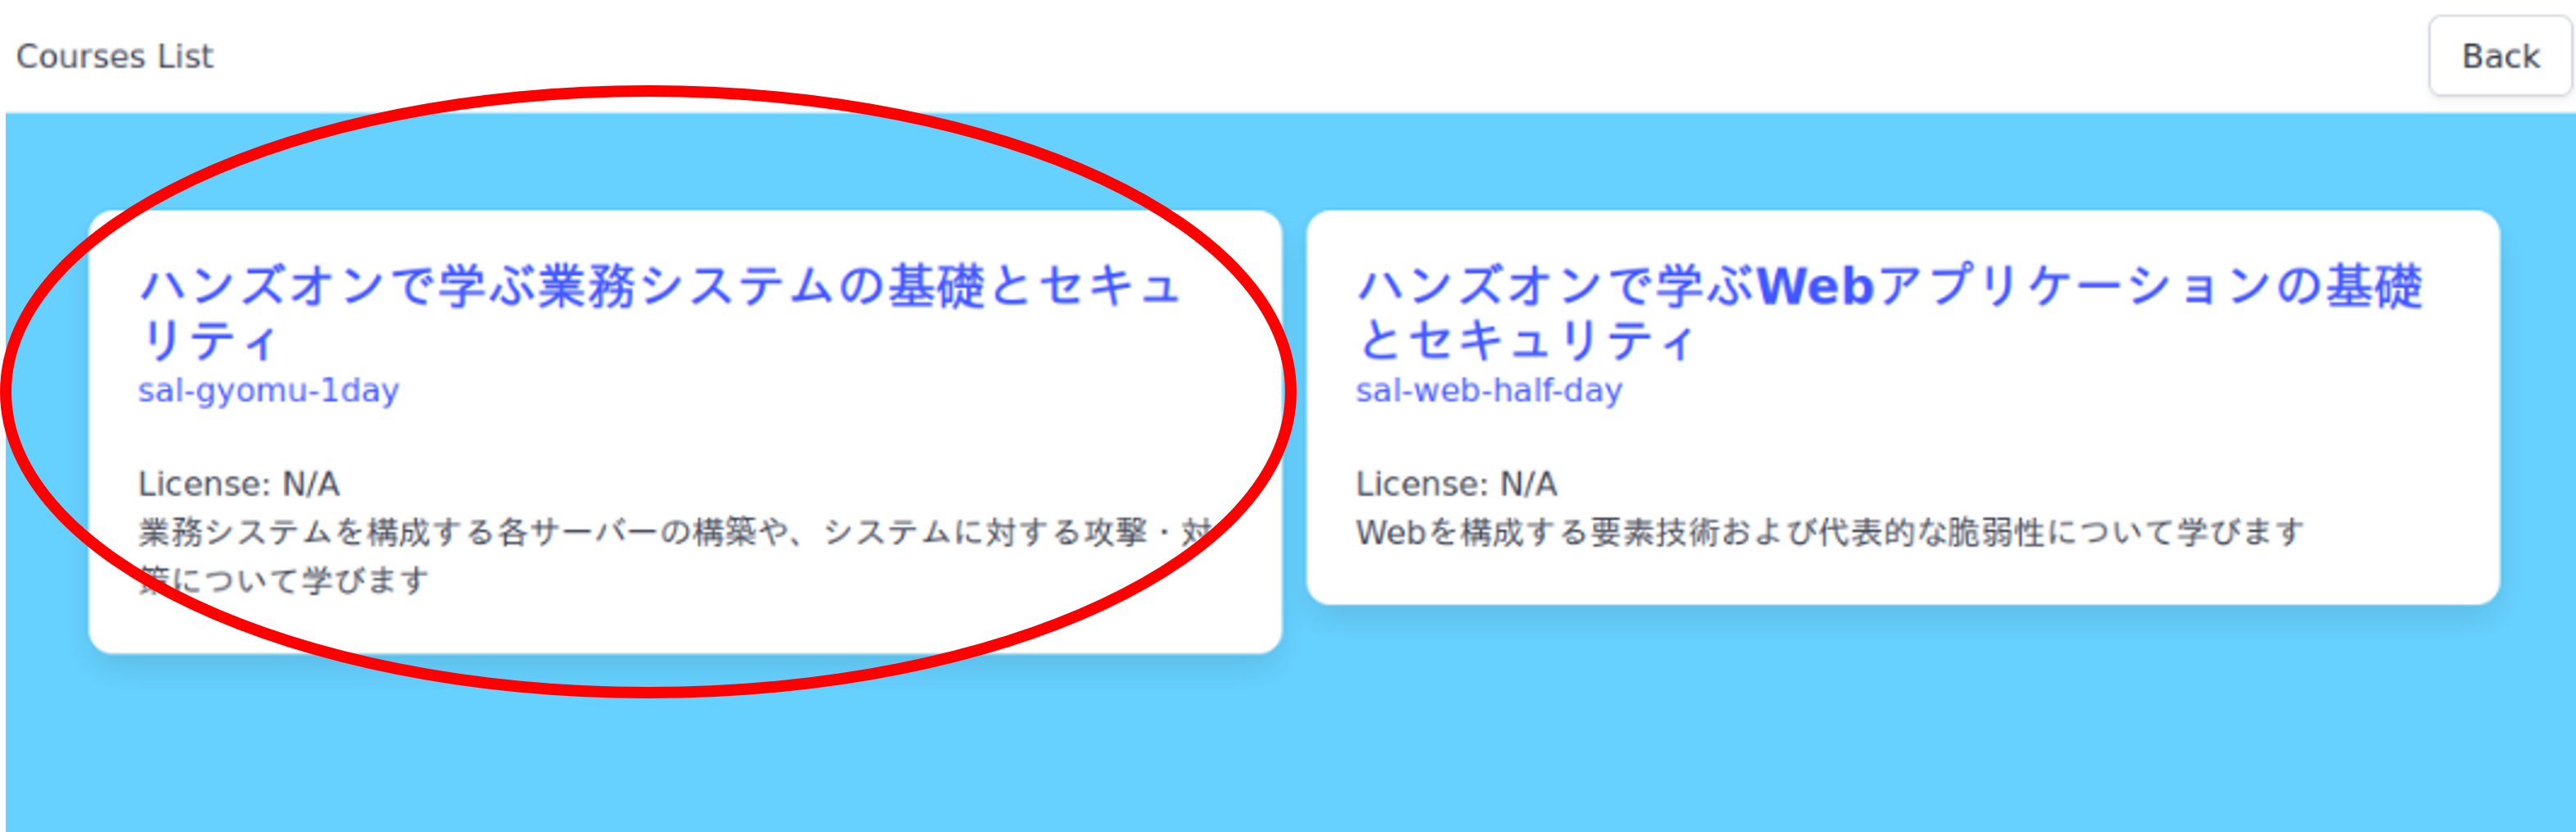 Courses List
Back
ハンズオンで学ぶ業務システムの基礎とセキュ
リティ
sal-gyomu-1day
License: N/A
業務システムを構成する各サーバーの構築や、システムに対する攻撃・対
策について学びます
ハンズオンで学ぶWebアプリケーションの基礎
とセキュリティ
sal-web-half-day
License: N/A
Webを構成する要素技術および代表的な脆弱性について学びます